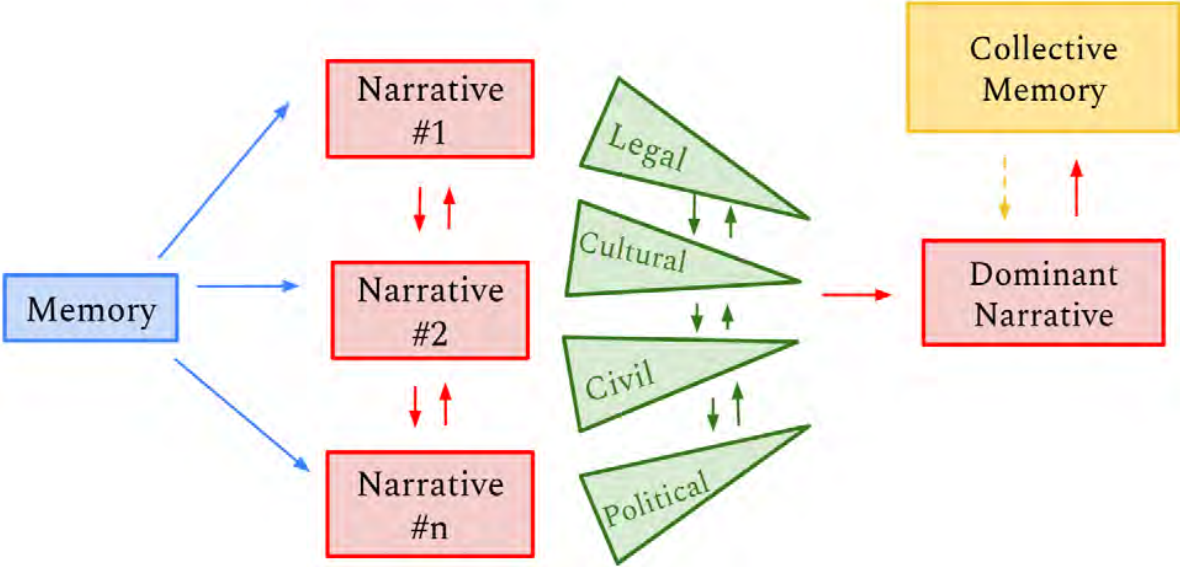 Memory
Narrative
#1
Narrative
#2
Narrative
#n
Legal
Cultural
Civil
Political
Collective
Memory
Dominant
Narrative